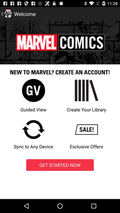 11:29
Welcome
MARVEL COMICS
NEW TO MARVEL? CREATE AN ACCOUNT!
GV
SALE!
Guided View
Create Your Library
Sync to Any Device
Exclusive Offers
GET STARTED NOW